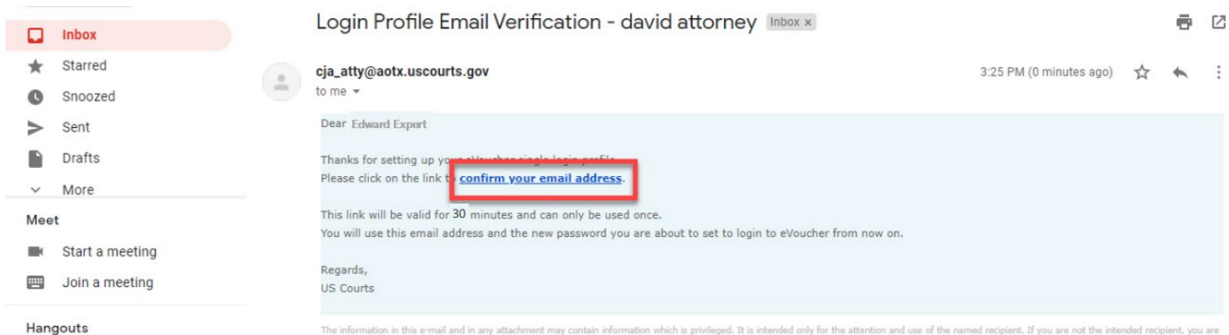 Login Profile Email Verification - david attorney Inbox x
Inbox
Starred
Snoozed
Sent
Drafts
More
Meet
Start a meeting
Join a meeting
Hangouts
cja_atty@aotx.uscourts.gov 3:25 PM (0 minutes ago)
to me
Dear Edward Expert
Thanks for setting up your eVoucher single login profile.
Please click on the link to confirm your email address.
This link will be valid for 30 minutes and can only be used once.
You will use this email address and the new password you are about to set to login to eVoucher from now on.
Regards,
US Courts
The information in this e-mail and in any attachment may contain information which is privileged. It is intended only for the attention and use of the named recipient. If you are not the intended recipient, you are